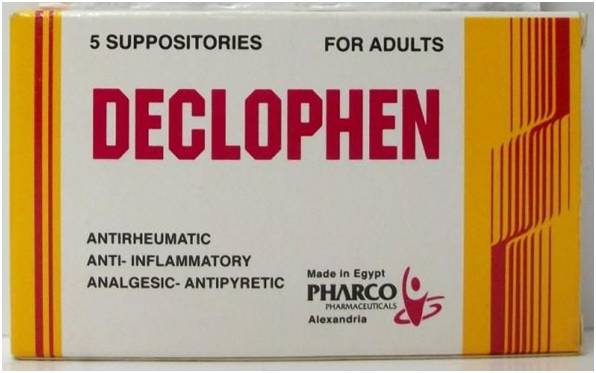 5 SUPPOSITORIES FOR ADULTS
DECLOPHEN
ANTIRHEUMATIC
ANTI- INFLAMMATORY
ANALGESIC- ANTIPYRETIC
Made in Egypt
PHARCO
PHARMACEUTICALS
Alexandria